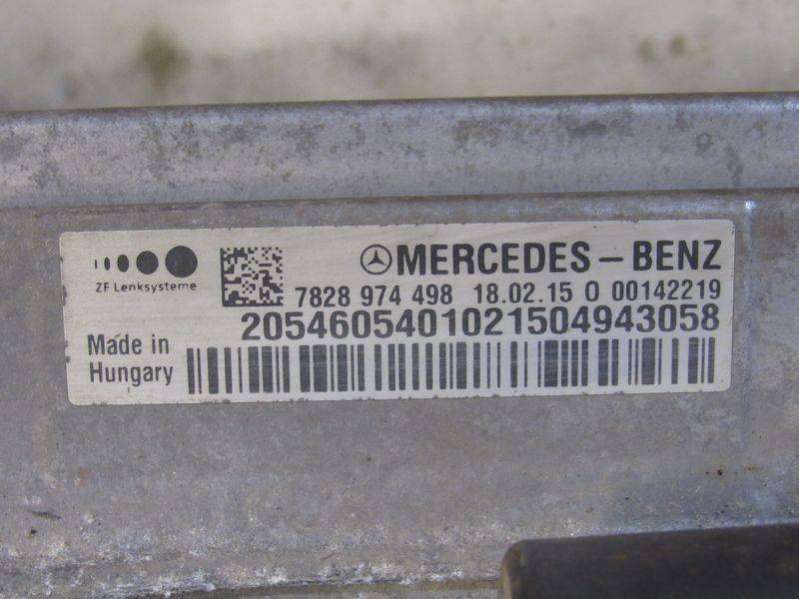 ZF Lenksysteme
MERCEDES-BENZ
7828 974 498 18.02.15 0 00142219
2054605401021504943058
Made in
Hungary